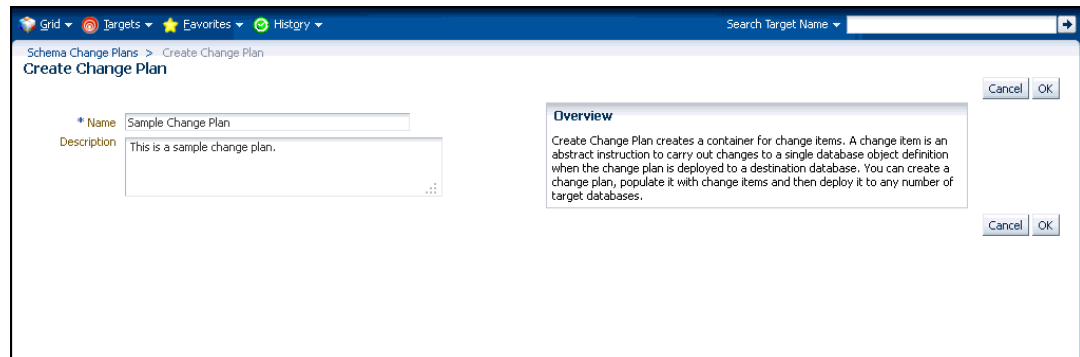 Grid Targets Favorites History Search Target Name
Schema Change Plans > Create Change Plan
Create Change Plan
Cancel OK
* Name Sample Change Plan
Description This is a sample change plan.
Overview
Create Change Plan creates a container for change items. A change item is an
abstract instruction to carry out changes to a single database object definition
when the change plan is deployed to a destination database. You can create a
change plan, populate it with change items and then deploy it to any number of
target databases.
Cancel OK